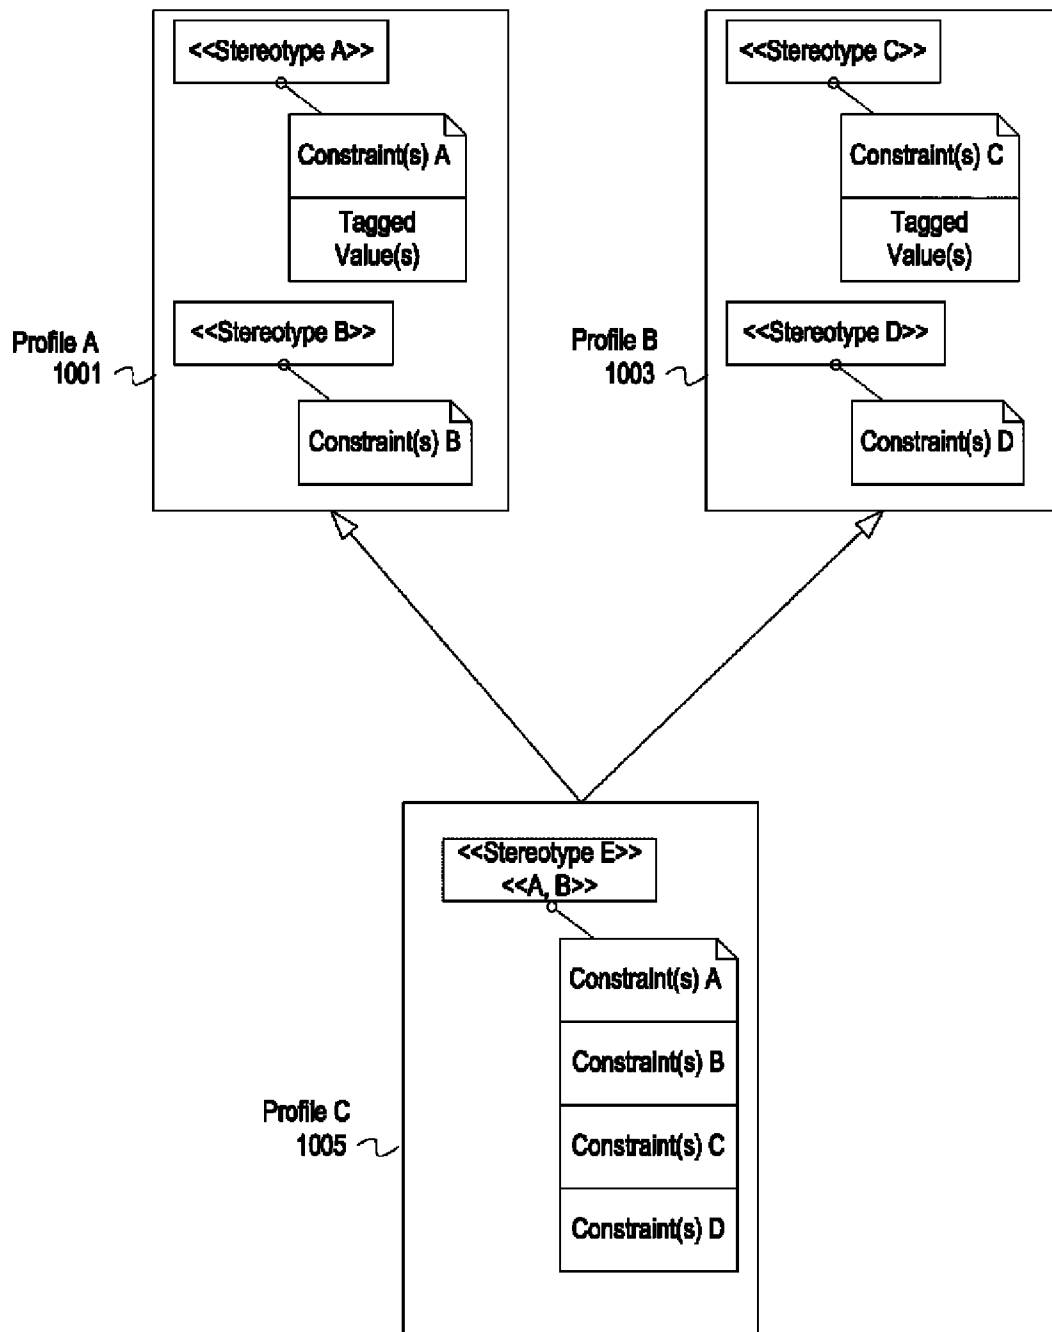 <<Stereotype A>>
Constraint(s) A
Tagged
Value(s)
<<Stereotype B>>
Constraint(s) B
Profile A
1001
<<Stereotype C>>
Constraint(s) C
Tagged
Value(s)
<<Stereotype D>>
Constraint(s) D
Profile B
1003
<<Stereotype E>>
<<A, B>>
Constraint(s) A
Constraint(s) B
Constraint(s) C
Constraint(s) D
Profile C
1005